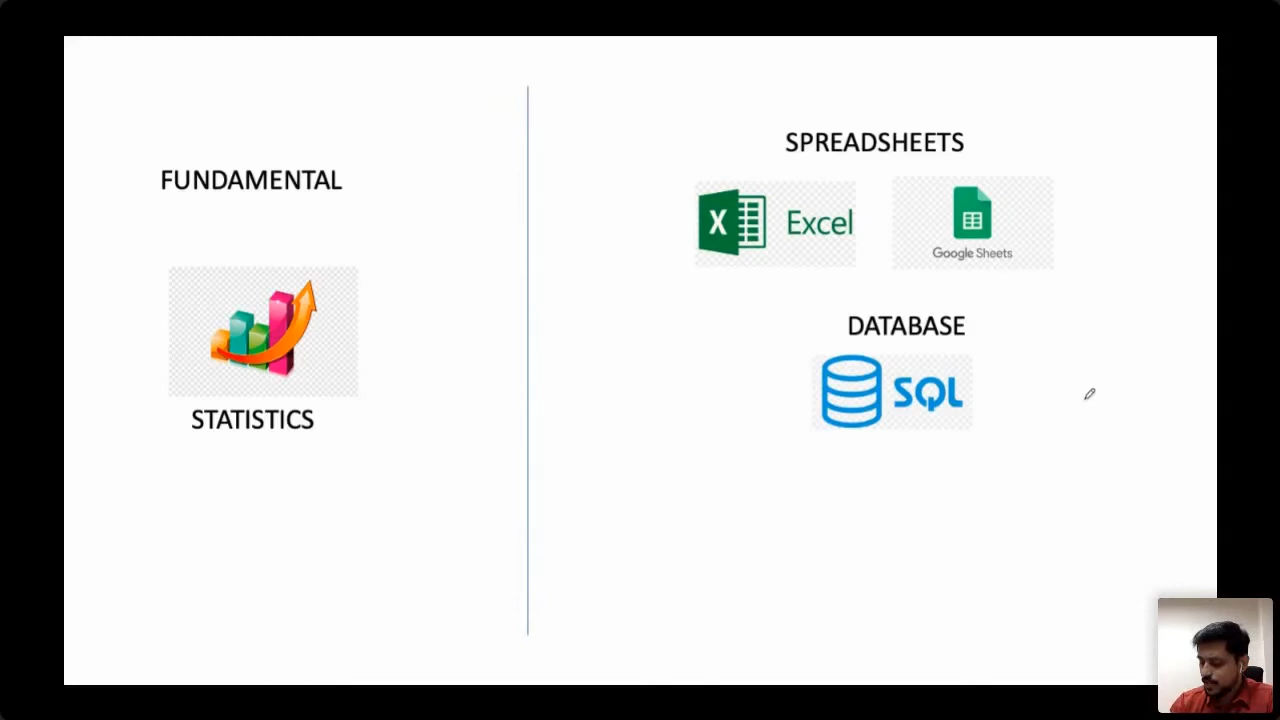 FUNDAMENTAL
STATISTICS
SPREADSHEETS
X Excel
Google Sheets
DATABASE
SQL